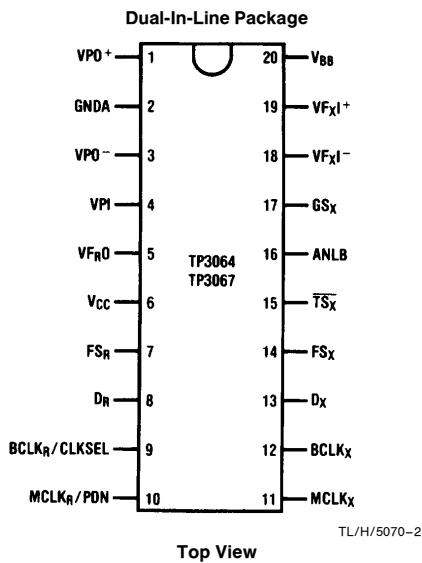 Dual-In-Line Package
VPO+ 1 20 VBB
GNDA 2 19 VFXI+
VPO− 3 18 VFXI−
VPI 4 17 GSX
VFRO 5 16 ANLB
TP3064
TP3067
VCC 6 15 TSX
FSR 7 14 FSX
DR 8 13 DX
BCLKR/CLKSEL 9 12 BCLKX
MCLKR/PDN 10 11 MCLKX
TL/H/5070–2
Top View